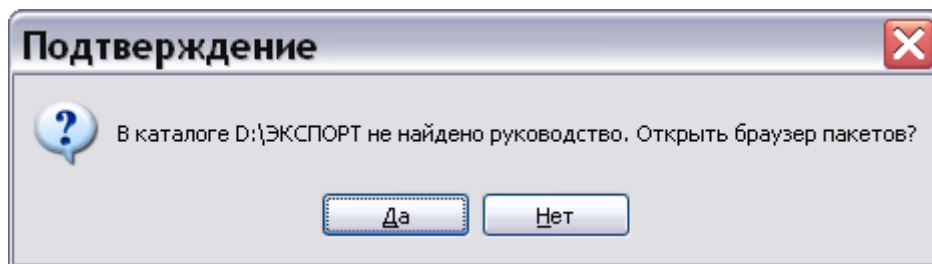 Подтверждение
В каталоге D:\ЭКСПОРТ не найдено руководство. Открыть браузер пакетов?
Да
Нет